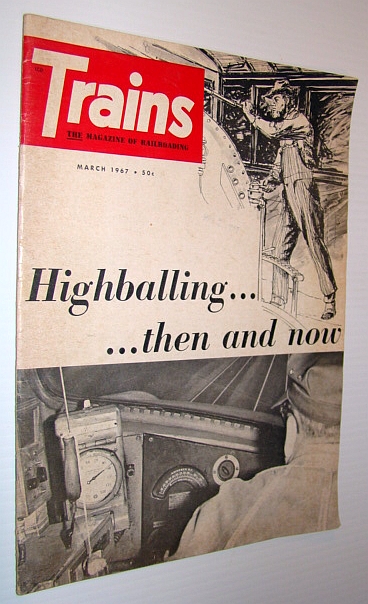 Trains
THE MAGAZINE OF RAILROADING
MARCH 1967 • 50¢
Highballing...
...then and now